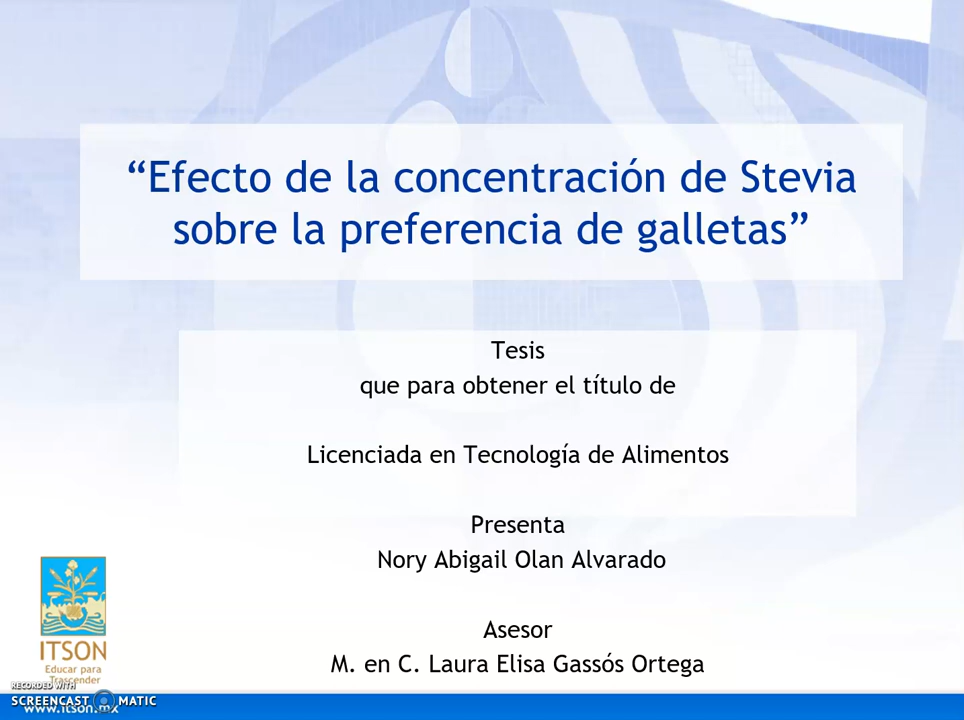 “Efecto de la concentración de Stevia
sobre la preferencia de galletas”
Tesis
que para obtener el título de
Licenciada en Tecnología de Alimentos
Presenta
Nory Abigail Olan Alvarado
Asesor
M. en C. Laura Elisa Gassós Ortega
ITSON
Educar para
Trascender
RECORDED WITH
SCREENCAST MATIC
www.itson.mx